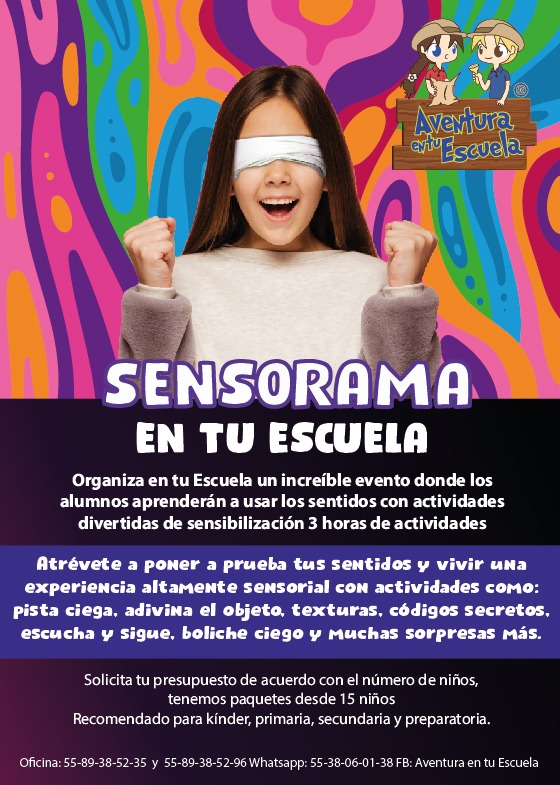 Aventura
en tu Escuela
®
SENSORAMA
EN TU ESCUELA
Organiza en tu Escuela un increíble evento donde los
alumnos aprenderán a usar los sentidos con actividades
divertidas de sensibilización 3 horas de actividades
Atrévete a poner a prueba tus sentidos y vivir una
experiencia altamente sensorial con actividades como:
pista ciega, adivina el objeto, texturas, códigos secretos,
escucha y sigue, boliche ciego y muchas sorpresas más.
Solicita tu presupuesto de acuerdo con el número de niños,
tenemos paquetes desde 15 niños
Recomendado para kínder, primaria, secundaria y preparatoria.
Oficina: 55-89-38-52-35 y 55-89-38-52-96 Whatsapp: 55-38-06-01-38 FB: Aventura en tu Escuela